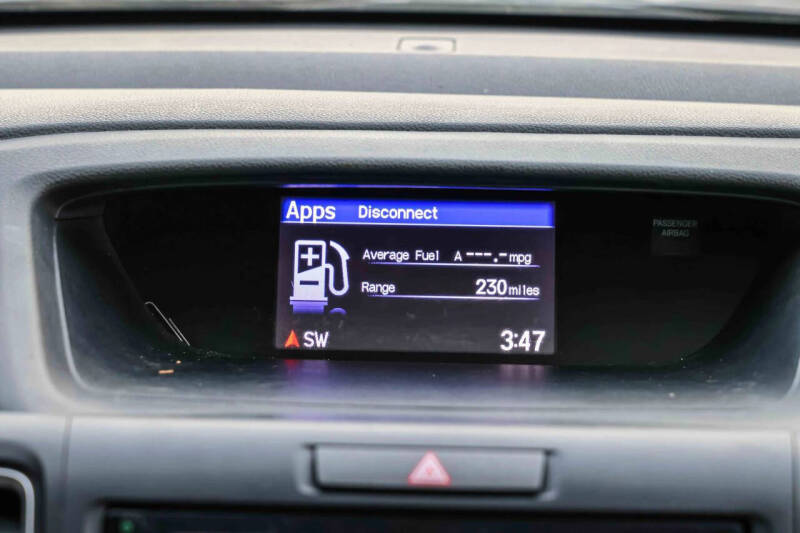 Apps Disconnect
Average Fuel A ---.- mpg
Range 230 miles
SW 3:47
PASSENGER
AIRBAG